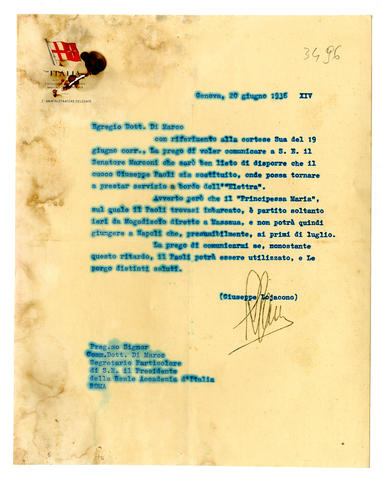 3496
ITALIA
L'AMMINISTRATORE DELEGATO
Genova, 20 giugno 1936 XIV
Egregio Dott. Di Marco
con riferimento alla cortese Sua del 19
giugno corr., La prego di voler comunicare a S. E. il
Senatore Marconi che sarò ben lieto di disporre che il
cuoco Giuseppe Paoli sia sostituito, onde possa tornare
a prestar servizio a bordo dell'"Elettra".
Avverto però che il "Principessa Maria",
sul quale il Paoli trovasi imbarcato, è partito soltanto
ieri da Mogadiscio diretto a Massaua, e non potrà quindi
giungere a Napoli che, presumibilmente, ai primi di luglio.
La prego di comunicarmi se, nonostante
questo ritardo, il Paoli potrà essere utilizzato, e Le
porgo distinti saluti.
(Giuseppe Lojacono)
Preg.mo Signor
Comm.Dott. Di Marco
Segretario Particolare
di S.E. il Presidente
della Reale Accademia d'Italia
ROMA